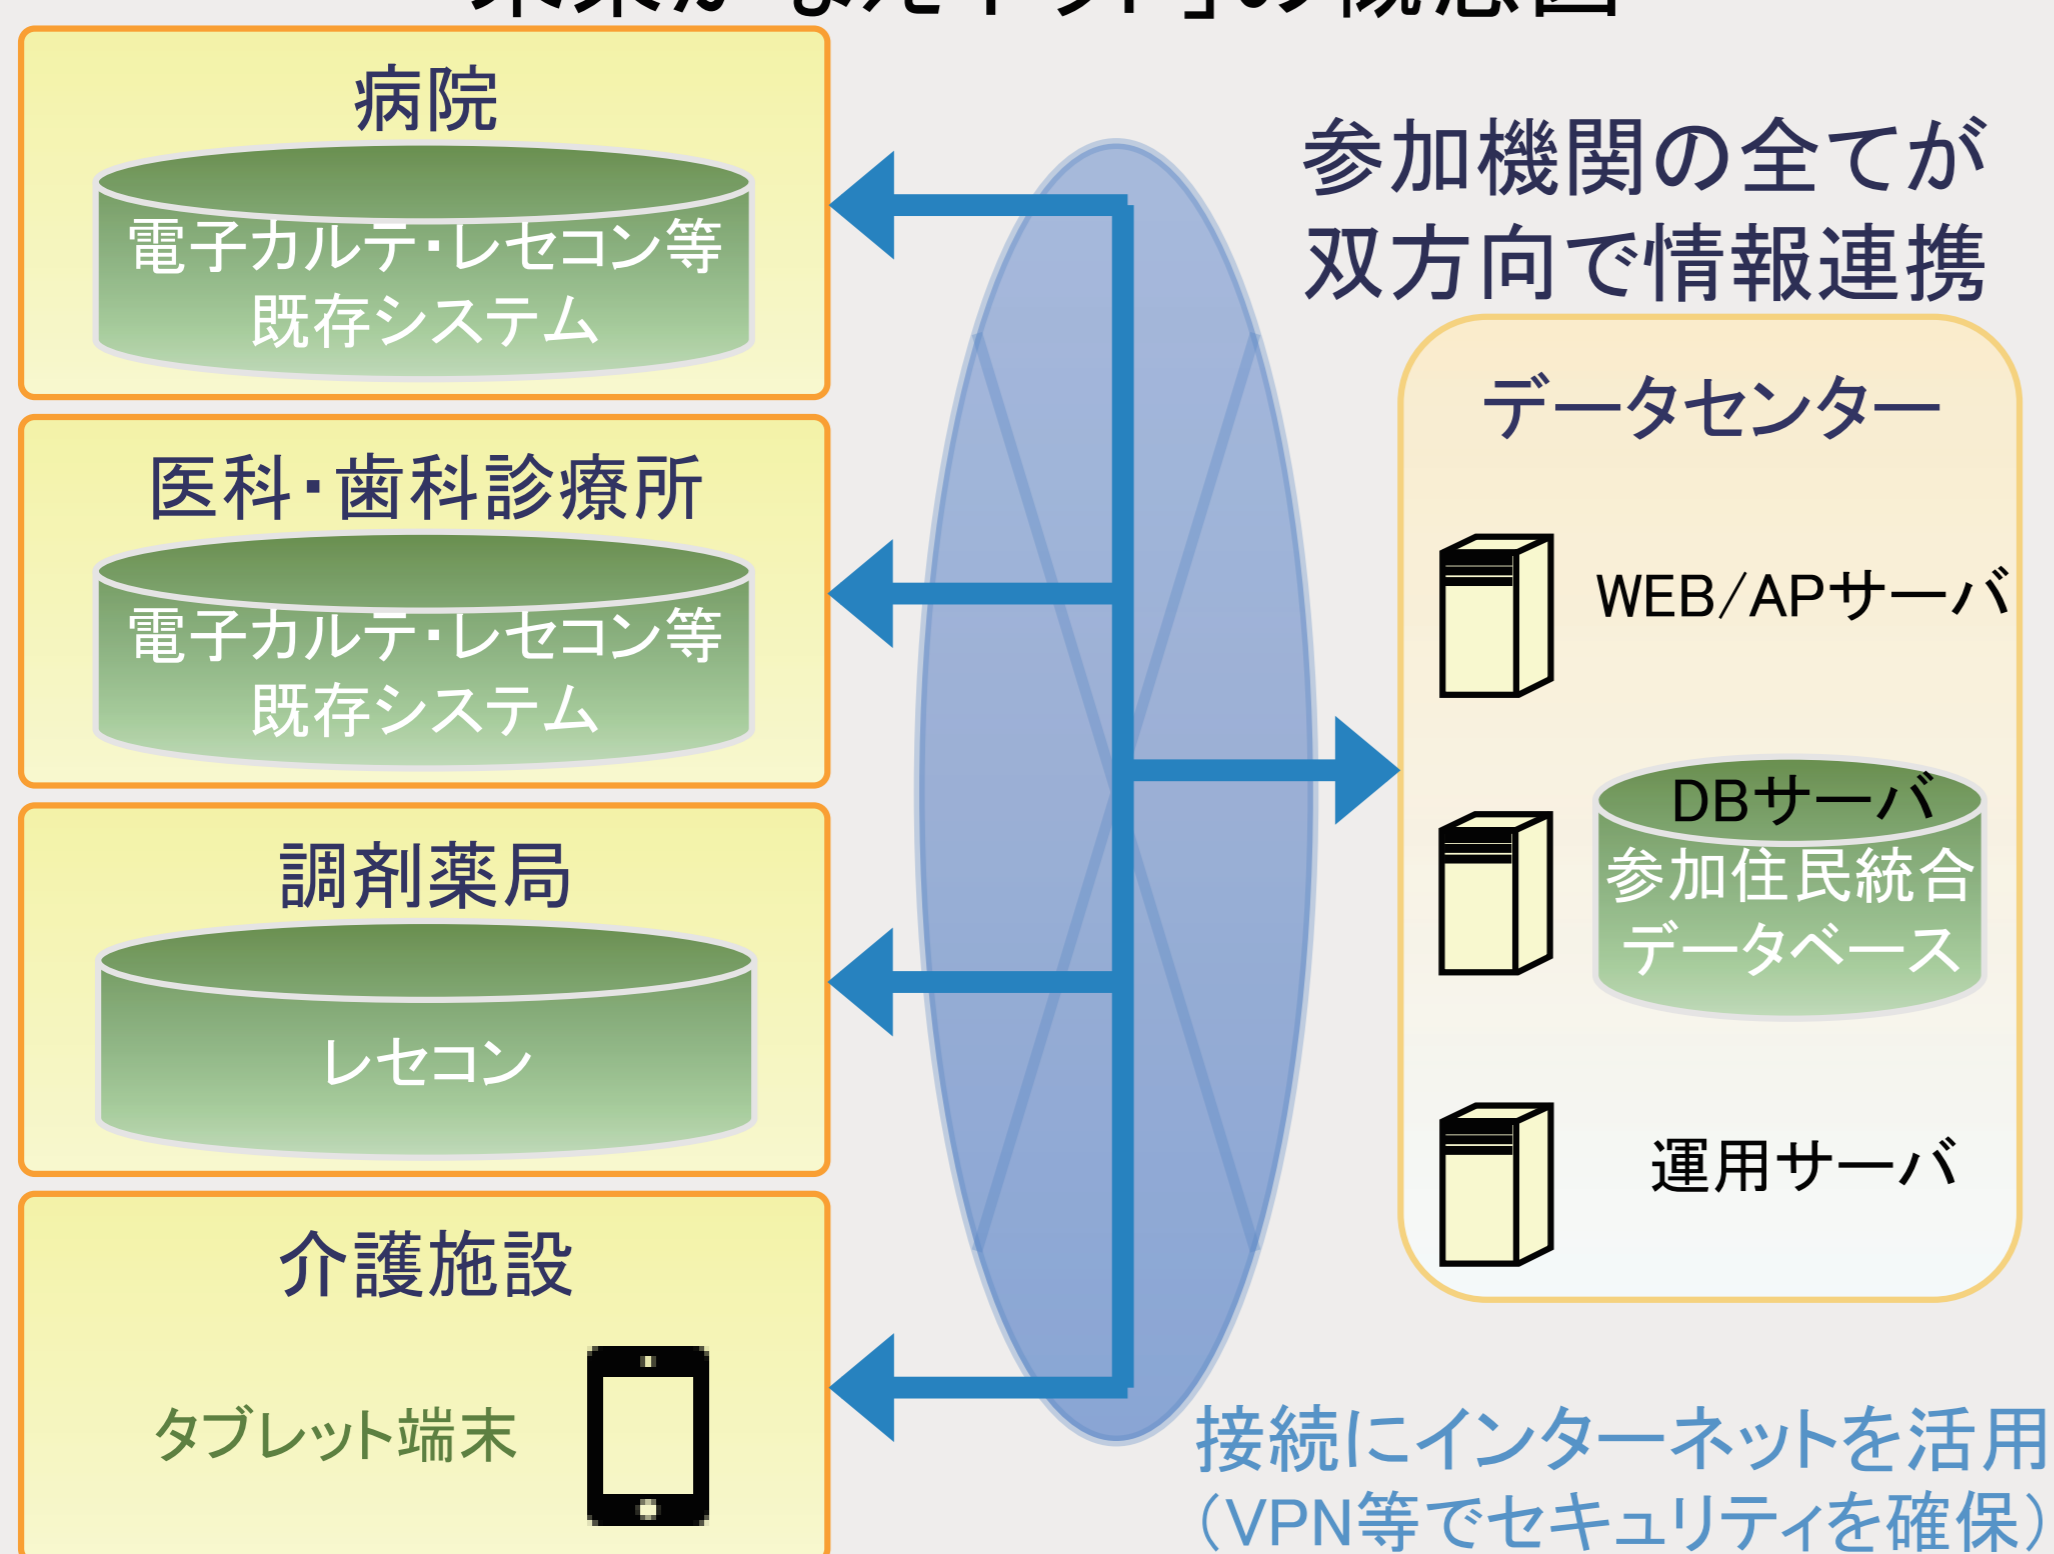 病院
電子カルテ・レセコン等
既存システム
医科・歯科診療所
電子カルテ・レセコン等
既存システム
調剤薬局
レセコン
介護施設
タブレット端末
参加機関の全てが
双方向で情報連携
データセンター
WEB/APサーバ
DBサーバ
参加住民統合
データベース
運用サーバ
接続にインターネットを活用
（VPN等でセキュリティを確保）